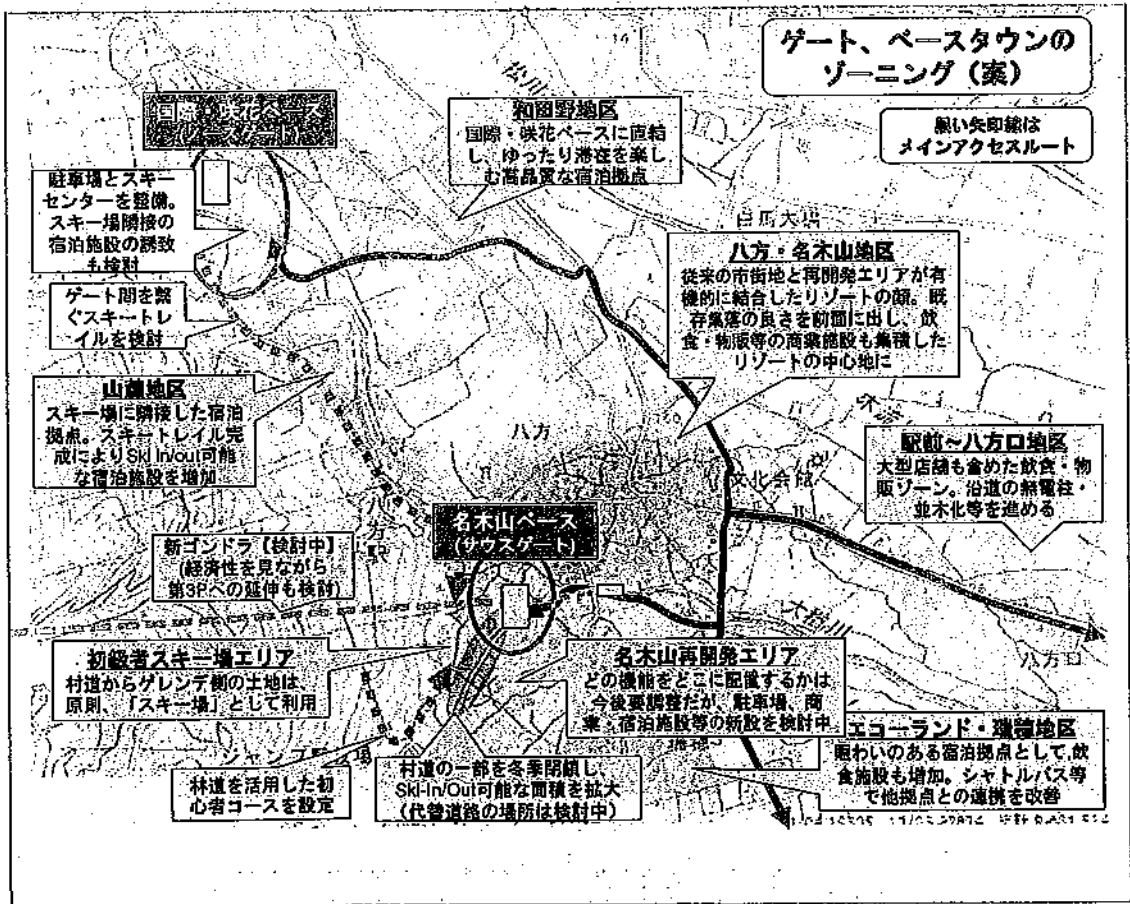 ゲート、ベースタウンの
ゾーニング（案）
黒い矢印線は
メインアクセスルート
和田野地区
国際・咲花ベースに直結
し、ゆったり滞在を楽し
む高品質な宿泊拠点
駐車場とスキー
センターを整備。
スキー場隣接の
宿泊施設の誘致
も検討
ゲート間を繋
ぐスキートレ
イルを検討
八方・名木山地区
従来の市街地と再開発エリアが有
機的に結合したリゾートの顔。既
存集落の良さを前面に出し、飲
食・物販等の商業施設も集積した
リゾートの中心地に
山麓地区
スキー場に隣接した宿泊
拠点。スキートレイル完
成によりSki In/out可能
な宿泊施設を増加
駅前～八方口地区
大型店舗も含めた飲食・物
販ゾーン。沿道の無電柱・
並木化等を進める
名木山ベース
(サウスゲート)
新ゴンドラ【検討中】
(経済性を見ながら
第3Pへの延伸も検討)
初級者スキー場エリア
村道からゲレンデ側の土地は
原則、「スキー場」として利用
名木山再開発エリア
どの機能をどこに配置するかは
今後要調整だが、駐車場、商
業・宿泊施設等の新設を検討中
エコーランド・瑞穂地区
賑わいのある宿泊拠点として飲
食施設も増加。シャトルバス等
で他拠点との連携を改善
林道を活用した初
心者コースを設定
村道の一部を冬季閉鎖し、
Ski-In/Out可能な面積を拡大
(代替道路の場所は検討中)
松川
八方
文化会館
大楢川
八方口